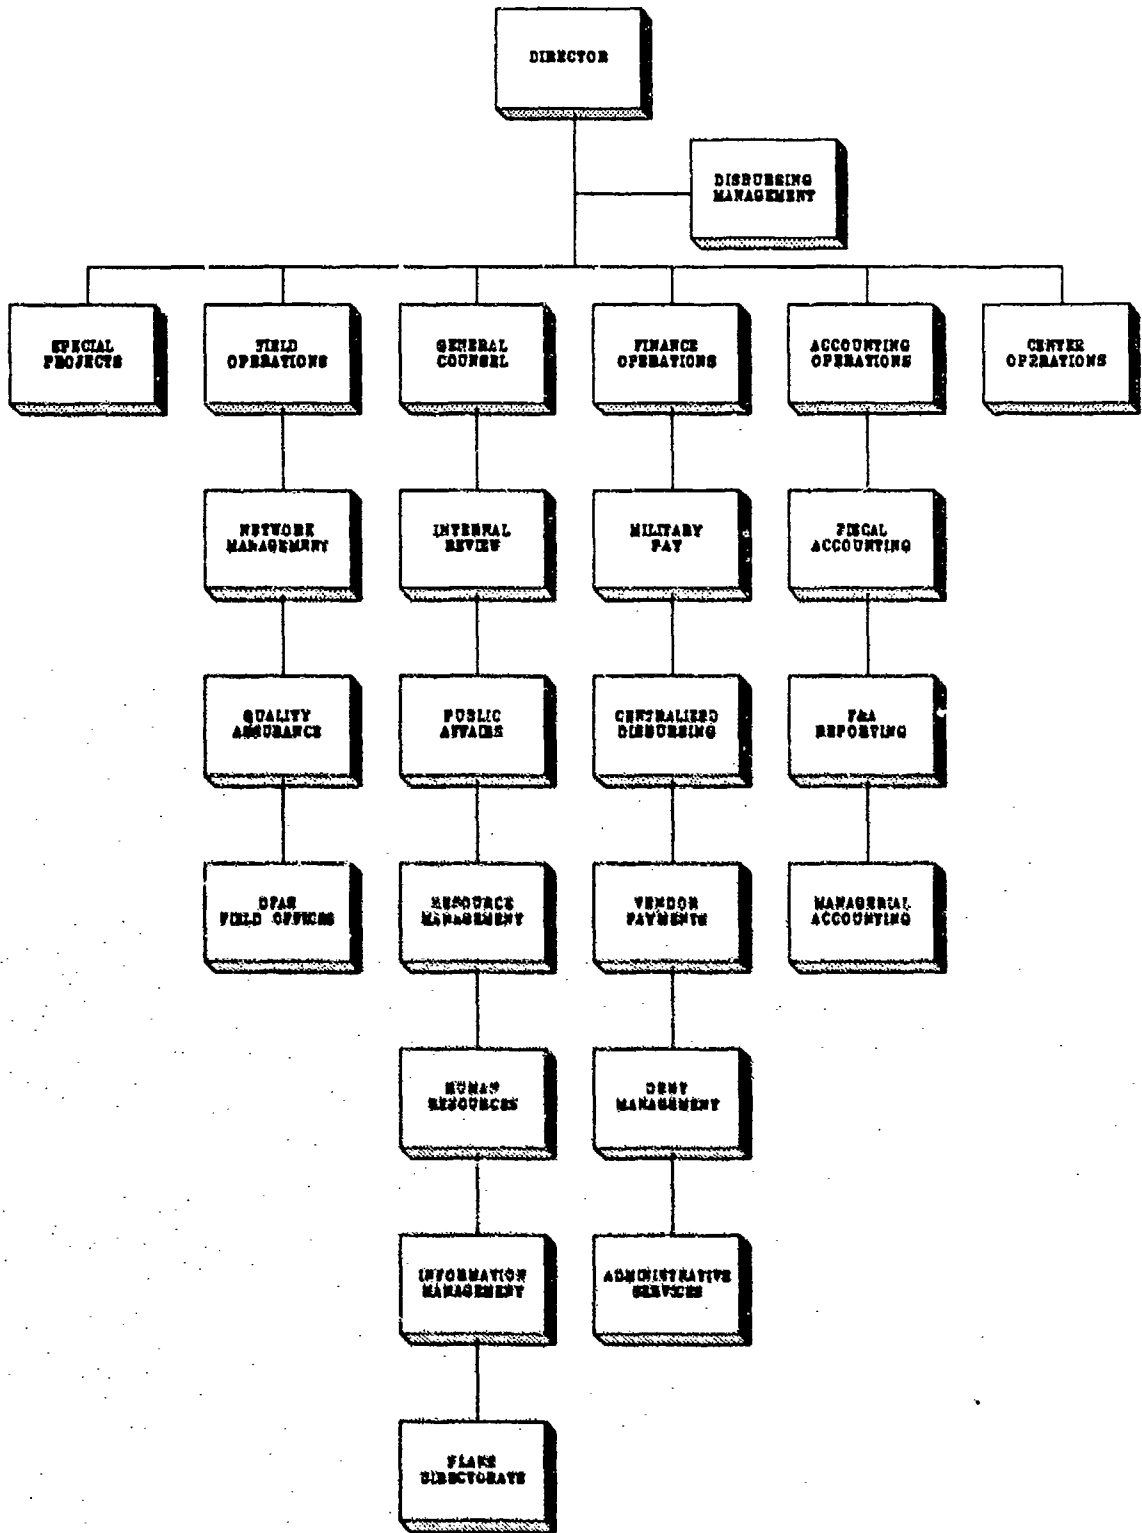 DIRECTOR
DISBURSING
MANAGEMENT
SPECIAL
PROJECTS
FIELD
OPERATIONS
GENERAL
COUNSEL
FINANCE
OPERATIONS
ACCOUNTING
OPERATIONS
CENTER
OPERATIONS
NETWORK
MANAGEMENT
INTERNAL
REVIEW
MILITARY
PAY
FISCAL
ACCOUNTING
QUALITY
ASSURANCE
PUBLIC
AFFAIRS
CENTRALIZED
DISBURSING
F&A
REPORTING
DFAS
FIELD OFFICES
RESOURCE
MANAGEMENT
VENDOR
PAYMENTS
MANAGERIAL
ACCOUNTING
HUMAN
RESOURCES
DEBT
MANAGEMENT
INFORMATION
MANAGEMENT
ADMINISTRATIVE
SERVICES
PLANS
DIRECTORATE